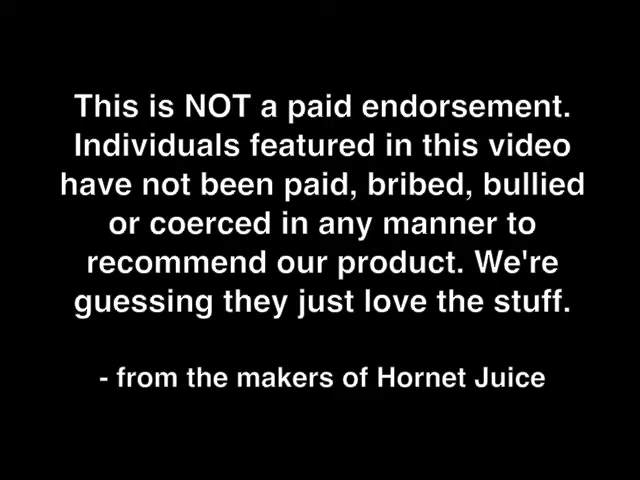 This is NOT a paid endorsement.
Individuals featured in this video
have not been paid, bribed, bullied
or coerced in any manner to
recommend our product. We're
guessing they just love the stuff.
- from the makers of Hornet Juice